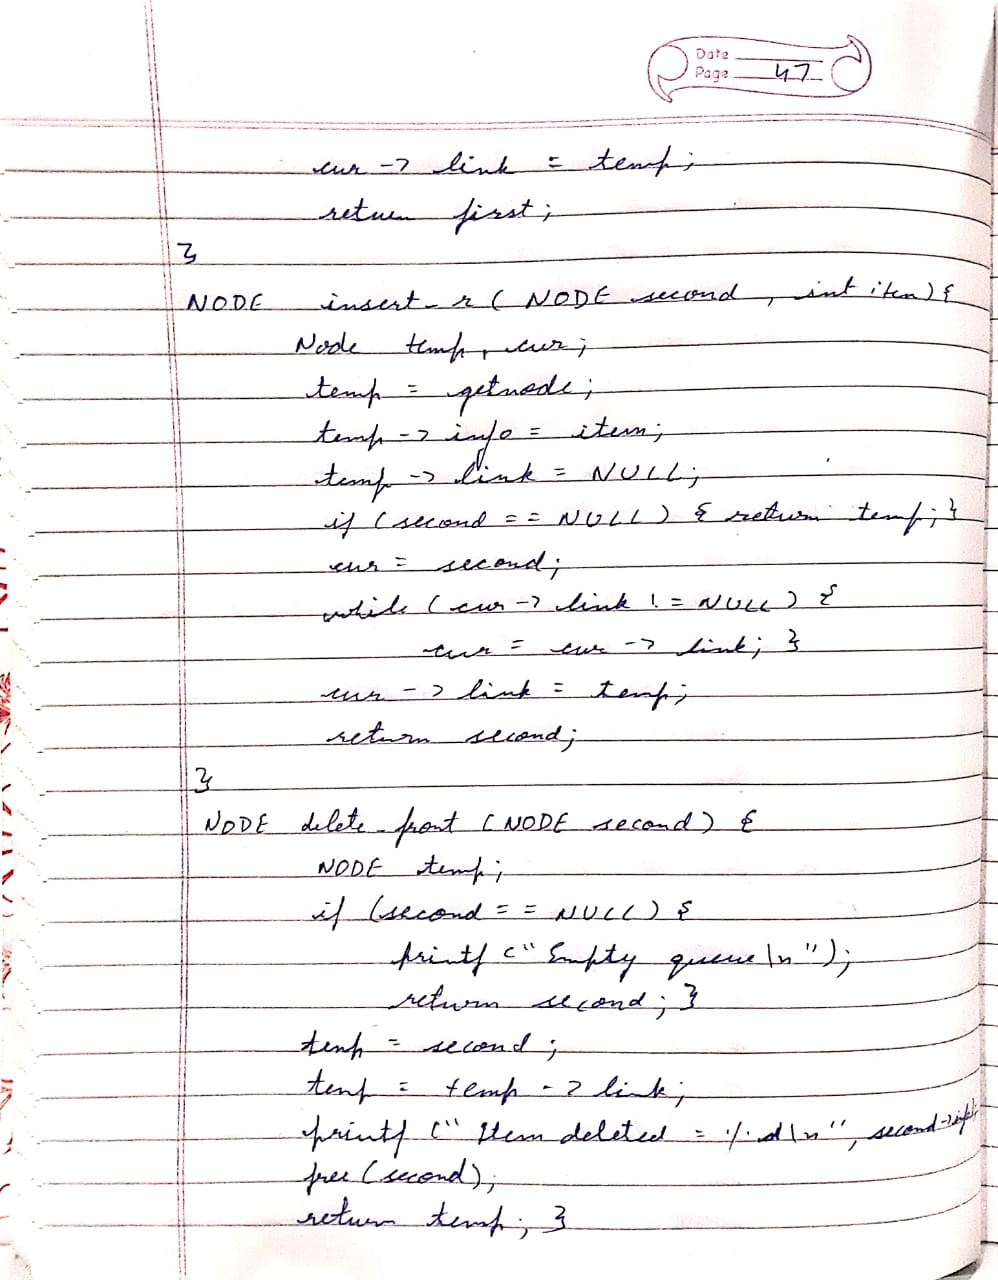 Date
Page 47
cur -> link = temp;
return first;
}
NODE insert_r ( NODE second , int item) {
Node temp, cur;
temp = getnode;
temp -> info = item;
temp -> link = NULL;
if (second == NULL) { return temp; }
cur = second;
while (cur -> link != NULL) {
cur = cur -> link; }
cur -> link = temp;
return second;
}
NODE delete_front (NODE second) {
NODE temp;
if (second == NULL) {
printf (" Empty queue \n ");
return second; }
temp = second ;
temp = temp -> link;
printf (" Item deleted = %d\n ", second->info);
free (second);
return temp; }